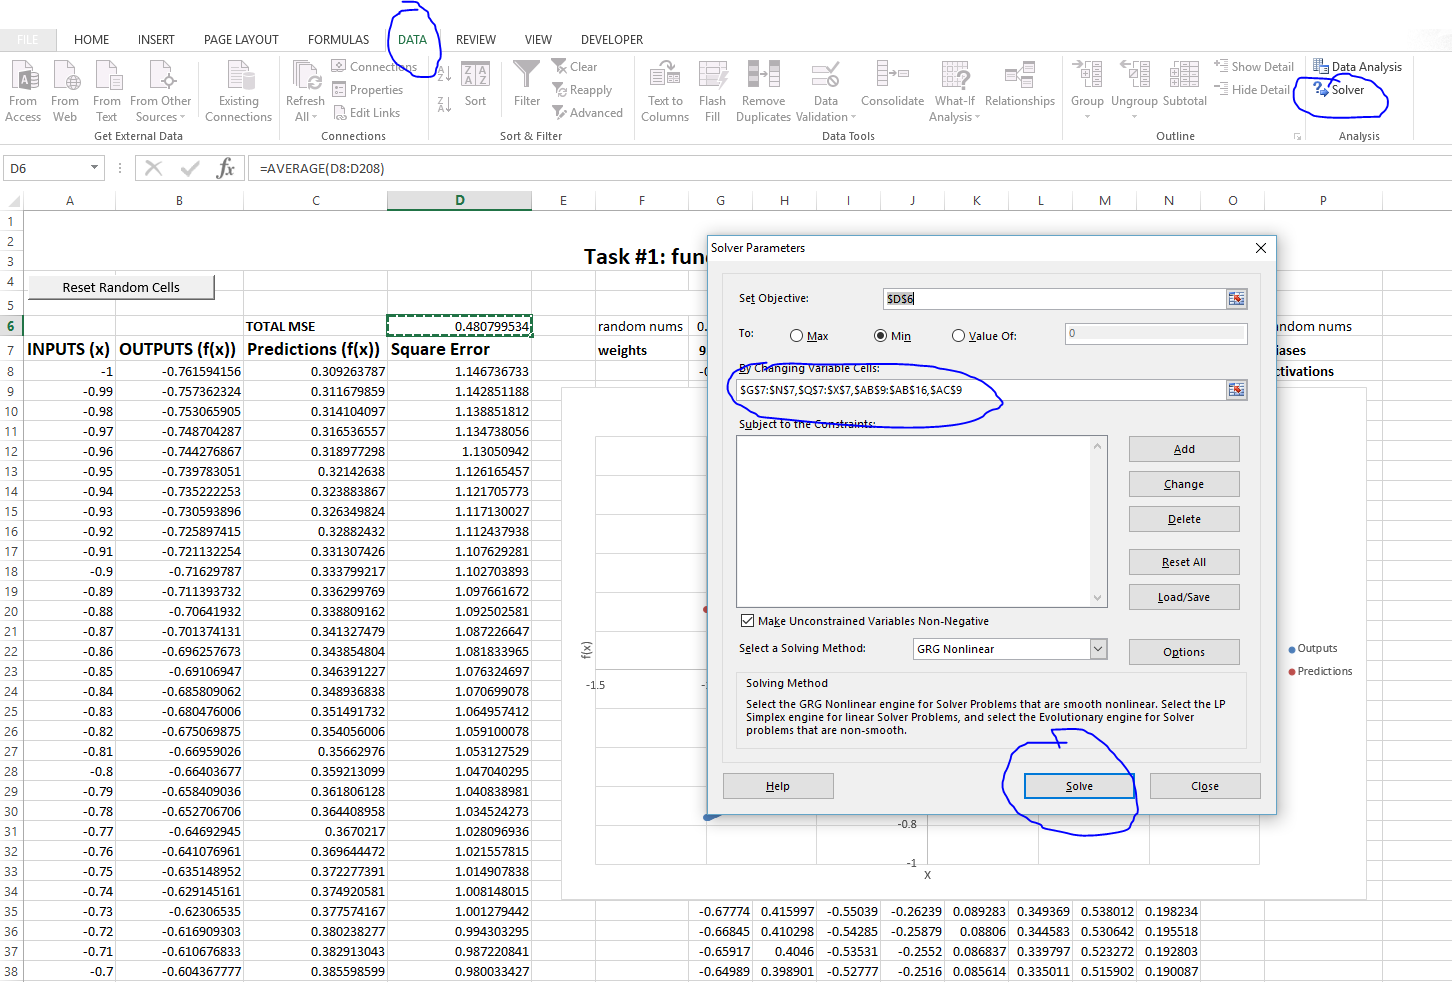 FILE HOME INSERT PAGE LAYOUT FORMULAS DATA REVIEW VIEW DEVELOPER
From Access From Web From Text From Other Sources Existing Connections Refresh All Connections Properties Edit Links Sort Filter Clear Reapply Advanced Text to Columns Flash Fill Remove Duplicates Data Validation Consolidate What-If Analysis Relationships Group Ungroup Subtotal Show Detail Hide Detail Data Analysis Solver
Get External Data Connections Sort & Filter Data Tools Outline Analysis
D6 fx =AVERAGE(D8:D208)
A B C D E F G H I J K L M N O P
1
2
3 Task #1: fun
4 Reset Random Cells
5
6 TOTAL MSE 0.480799534 random nums 0. ndom nums
7 INPUTS (x) OUTPUTS (f(x)) Predictions (f(x)) Square Error weights 9 iases
8 -1 -0.761594156 0.309263787 1.146736733 ctivations
9 -0.99 -0.757362324 0.311679859 1.142851188
10 -0.98 -0.753065905 0.314104097 1.138851812
11 -0.97 -0.748704287 0.316536557 1.134738056
12 -0.96 -0.744276867 0.318977298 1.13050942
13 -0.95 -0.739783051 0.32142638 1.126165457
14 -0.94 -0.735222253 0.323883867 1.121705773
15 -0.93 -0.730593896 0.326349824 1.117130027
16 -0.92 -0.725897415 0.32882432 1.112437938
17 -0.91 -0.721132254 0.331307426 1.107629281
18 -0.9 -0.71629787 0.333799217 1.102703893
19 -0.89 -0.711393732 0.336299769 1.097661672
20 -0.88 -0.70641932 0.338809162 1.092502581
21 -0.87 -0.701374131 0.341327479 1.087226647
22 -0.86 -0.696257673 0.343854804 1.081833965
23 -0.85 -0.69106947 0.346391227 1.076324697
24 -0.84 -0.685809062 0.348936838 1.070699078
25 -0.83 -0.680476006 0.351491732 1.064957412
26 -0.82 -0.675069875 0.354056006 1.059100078
27 -0.81 -0.66959026 0.35662976 1.053127529
28 -0.8 -0.66403677 0.359213099 1.047040295
29 -0.79 -0.658409036 0.361806128 1.040838981
30 -0.78 -0.652706706 0.364408958 1.034524273
31 -0.77 -0.64692945 0.3670217 1.028096936
32 -0.76 -0.641076961 0.369644472 1.021557815
33 -0.75 -0.635148952 0.372277391 1.014907838
34 -0.74 -0.629145161 0.374920581 1.008148015
35 -0.73 -0.62306535 0.377574167 1.001279442 -0.67774 0.415997 -0.55039 -0.26239 0.089283 0.349369 0.538012 0.198234
36 -0.72 -0.616909303 0.380238277 0.994303295 -0.66845 0.410298 -0.54285 -0.25879 0.08806 0.344583 0.530642 0.195518
37 -0.71 -0.610676833 0.382913043 0.987220841 -0.65917 0.4046 -0.53531 -0.2552 0.086837 0.339797 0.523272 0.192803
38 -0.7 -0.604367777 0.385598599 0.980033427 -0.64989 0.398901 -0.52777 -0.2516 0.085614 0.335011 0.515902 0.190087
Solver Parameters
Set Objective: $D$6
To: Max Min Value Of: 0
By Changing Variable Cells:
$G$7:$N$7,$Q$7:$X$7,$AB$9:$AB$16,$AC$9
Subject to the Constraints:
Add
Change
Delete
Reset All
Load/Save
Make Unconstrained Variables Non-Negative
Select a Solving Method: GRG Nonlinear Options
Solving Method
Select the GRG Nonlinear engine for Solver Problems that are smooth nonlinear. Select the LP
Simplex engine for linear Solver Problems, and select the Evolutionary engine for Solver
problems that are non-smooth.
Help Solve Close
f(x)
-1.5
-0.8
-1
X
Outputs
Predictions